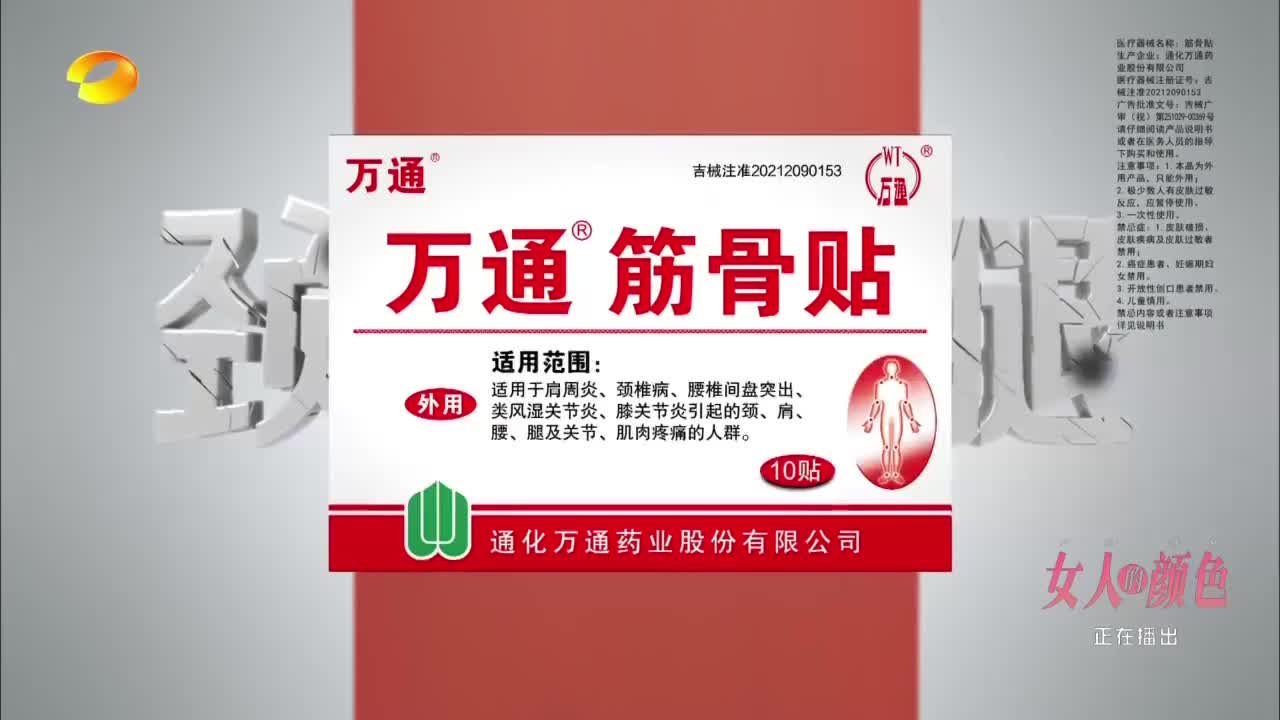 医疗器械名称：筋骨贴
生产企业：通化万通药
业股份有限公司
医疗器械注册证号：吉
械注准20212090153
广告批准文号：吉械广
审（视）第251029-00369号
请仔细阅读产品说明书
或者在医务人员的指导
下购买和使用。
注意事项：1.本品为外
用产品，只能外用；
2.极少数人有皮肤过敏
反应，应暂停使用。
3.一次性使用。
禁忌症：1.皮肤破损、
皮肤疾病及皮肤过敏者
禁用；
2.癌症患者、妊娠期妇
女禁用。
3.开放性创口患者禁用。
4.儿童慎用。
禁忌内容或者注意事项
详见说明书
万通®
吉械注准20212090153
WT
万通
®
万通®筋骨贴
适用范围：
外用
适用于肩周炎、颈椎病、腰椎间盘突出、
类风湿关节炎、膝关节炎引起的颈、肩、
腰、腿及关节、肌肉疼痛的人群。
10贴
通化万通药业股份有限公司
颈
腿
女人的颜色
正在播出